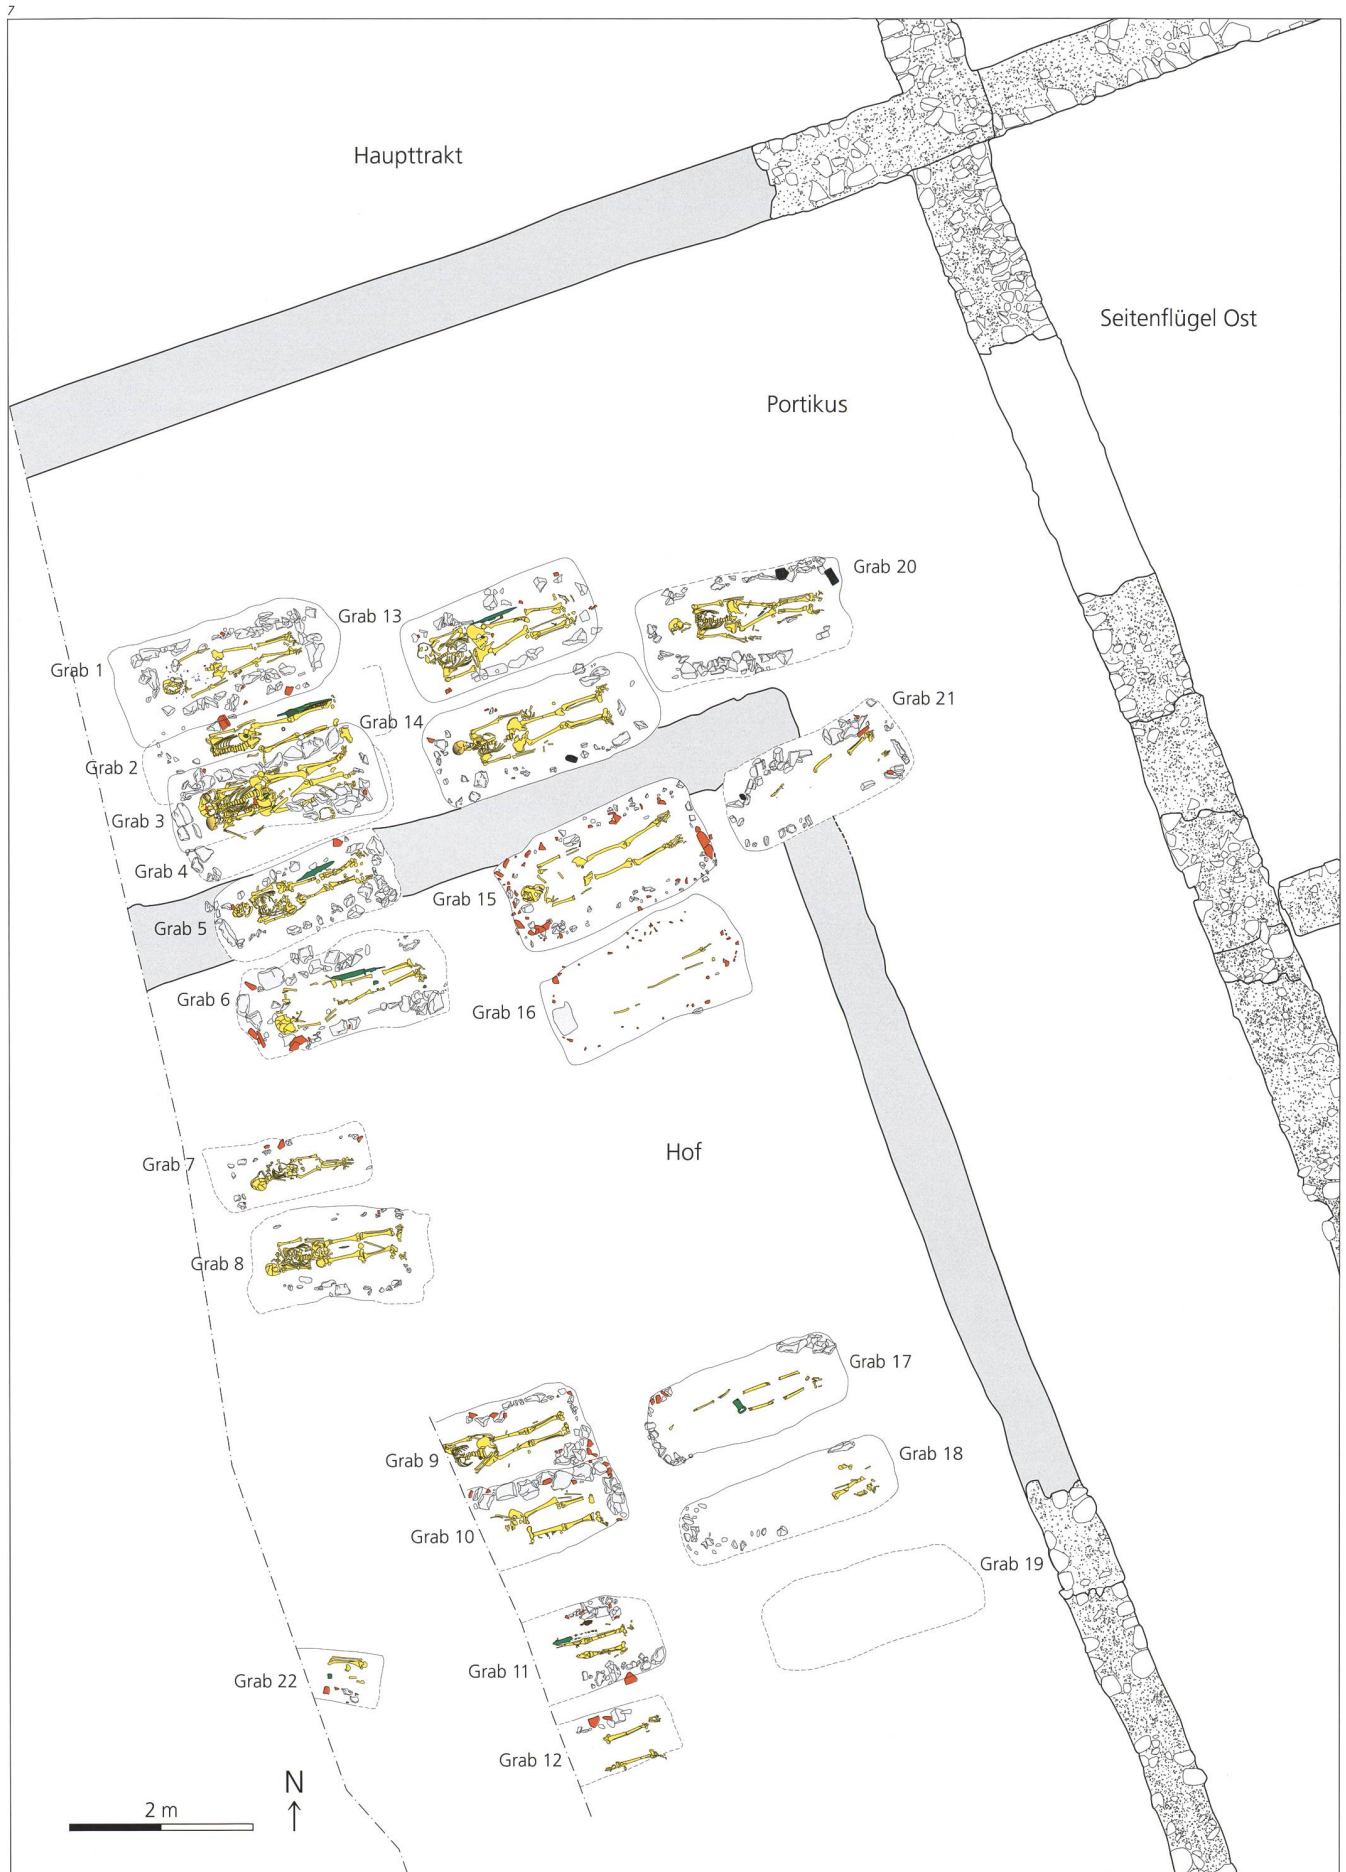 7
Haupttrakt
Seitenflügel Ost
Portikus
Grab 20
Grab 13
Grab 1
Grab 21
Grab 14
Grab 2
Grab 3
Grab 4
Grab 15
Grab 5
Grab 6
Grab 16
Hof
Grab 7
Grab 8
Grab 17
Grab 9
Grab 18
Grab 10
Grab 19
Grab 11
Grab 22
Grab 12
N
2 m